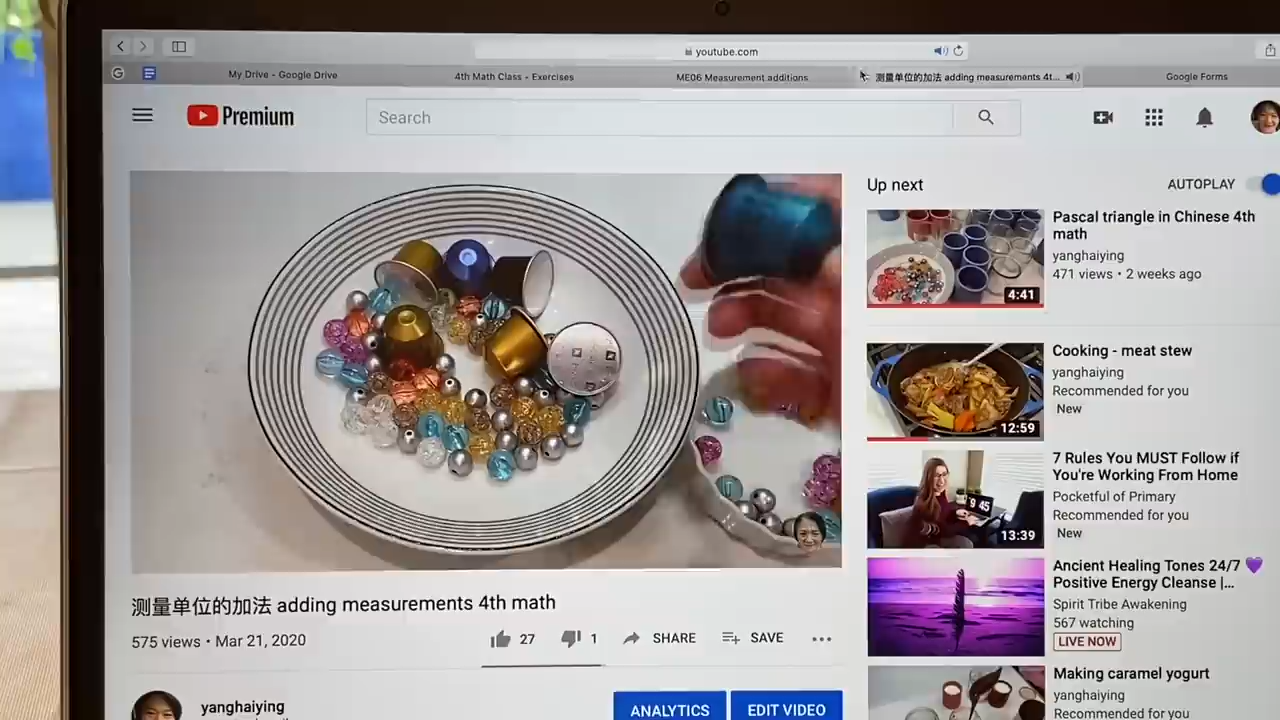 youtube.com
My Drive - Google Drive
4th Math Class - Exercises
ME06 Measurement additions
测量单位的加法 adding measurements 4t...
Google Forms
Premium
Search
Up next
AUTOPLAY
4:41
Pascal triangle in Chinese 4th
math
yanghaiying
471 views • 2 weeks ago
12:59
Cooking - meat stew
yanghaiying
Recommended for you
New
13:39
7 Rules You MUST Follow if
You're Working From Home
Pocketful of Primary
Recommended for you
New
Ancient Healing Tones 24/7 💜
Positive Energy Cleanse |...
Spirit Tribe Awakening
567 watching
LIVE NOW
Making caramel yogurt
yanghaiying
Recommended for you
测量单位的加法 adding measurements 4th math
575 views • Mar 21, 2020
27
1
SHARE
SAVE
yanghaiying
ANALYTICS
EDIT VIDEO